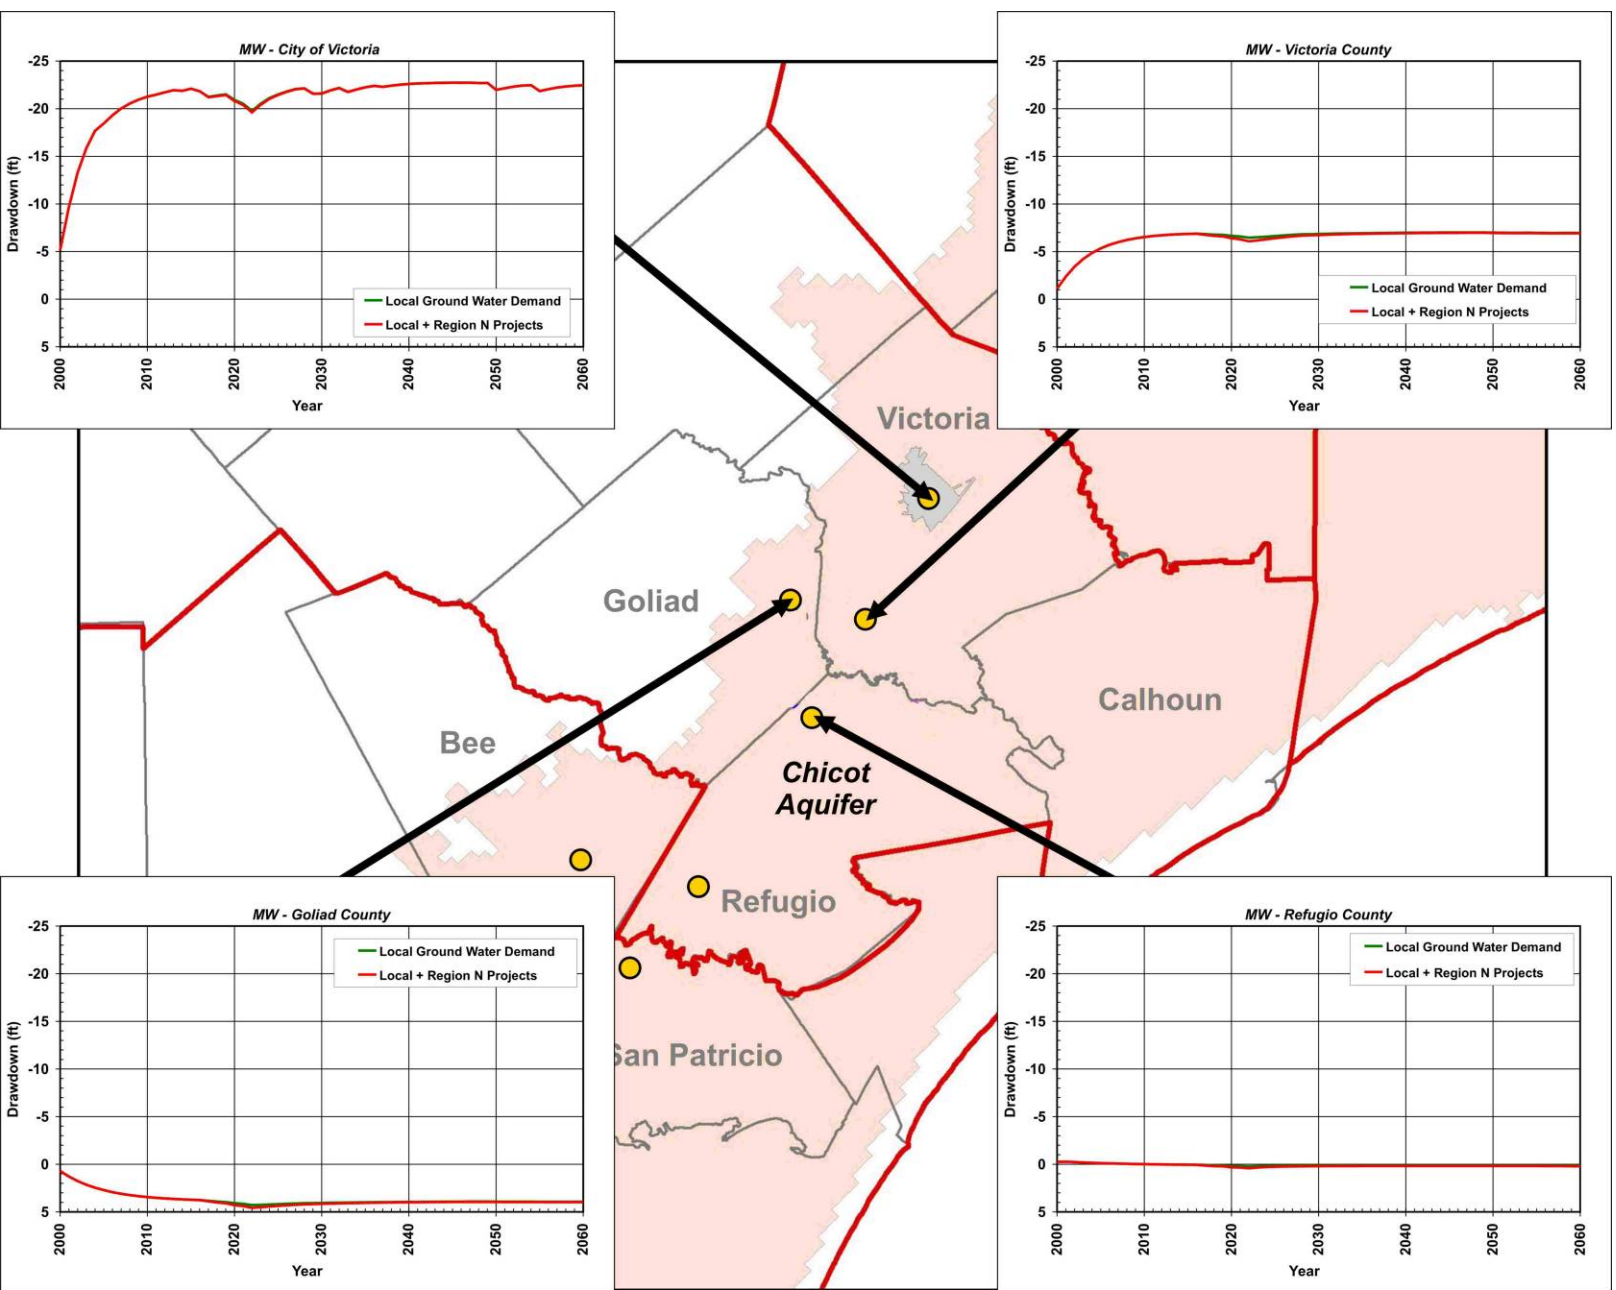 MW - City of Victoria
Drawdown (ft)
-25
-20
-15
-10
-5
0
5
Local Ground Water Demand
Local + Region N Projects
2000 2010 2020 2030 2040 2050 2060
Year
MW - Victoria County
Drawdown (ft)
-25
-20
-15
-10
-5
0
5
Local Ground Water Demand
Local + Region N Projects
2000 2010 2020 2030 2040 2050 2060
Year
Victoria
Goliad
Calhoun
Bee
Chicot
Aquifer
Refugio
San Patricio
MW - Goliad County
Drawdown (ft)
-25
-20
-15
-10
-5
0
5
Local Ground Water Demand
Local + Region N Projects
2000 2010 2020 2030 2040 2050 2060
Year
MW - Refugio County
Drawdown (ft)
-25
-20
-15
-10
-5
0
5
Local Ground Water Demand
Local + Region N Projects
2000 2010 2020 2030 2040 2050 2060
Year